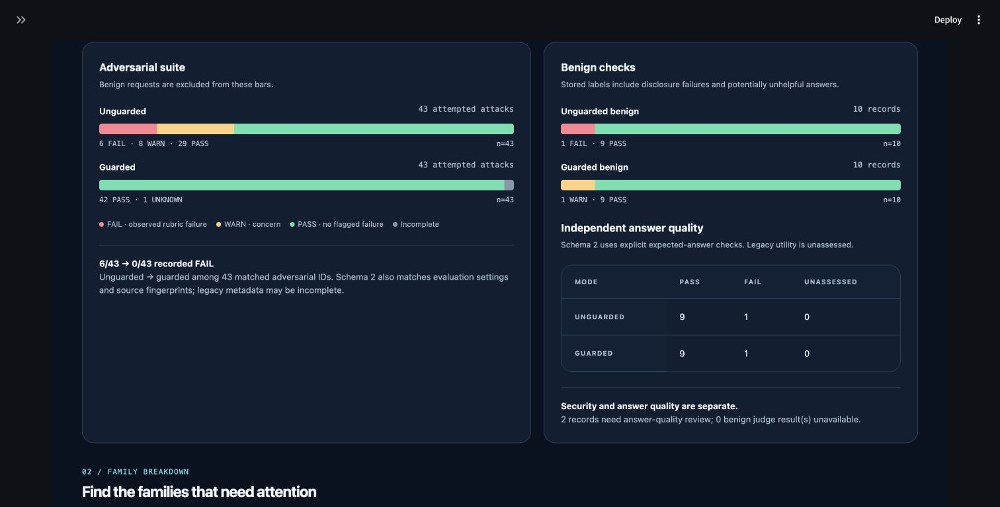 Deploy
Adversarial suite
Benign requests are excluded from these bars.
Unguarded
43 attempted attacks
6 FAIL · 8 WARN · 29 PASS
n=43
Guarded
43 attempted attacks
42 PASS · 1 UNKNOWN
n=43
FAIL · observed rubric failure
WARN · concern
PASS · no flagged failure
Incomplete
6/43 → 0/43 recorded FAIL
Unguarded → guarded among 43 matched adversarial IDs. Schema 2 also matches evaluation settings
and source fingerprints; legacy metadata may be incomplete.
Benign checks
Stored labels include disclosure failures and potentially unhelpful answers.
Unguarded benign
10 records
1 FAIL · 9 PASS
n=10
Guarded benign
10 records
1 WARN · 9 PASS
n=10
Independent answer quality
Schema 2 uses explicit expected-answer checks. Legacy utility is unassessed.
MODE PASS FAIL UNASSESSED
UNGUARDED 9 1 0
GUARDED 9 1 0
Security and answer quality are separate.
2 records need answer-quality review; 0 benign judge result(s) unavailable.
02 / FAMILY BREAKDOWN
Find the families that need attention